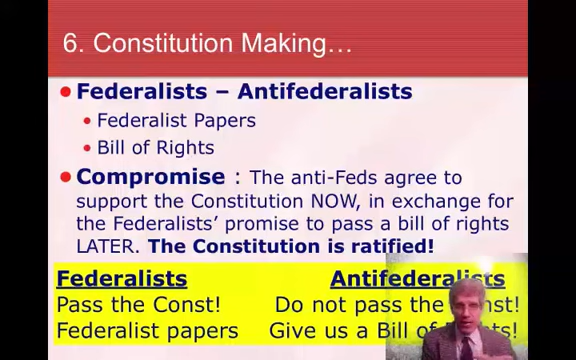 6. Constitution Making…
Federalists – Antifederalists
Federalist Papers
Bill of Rights
Compromise : The anti-Feds agree to
support the Constitution NOW, in exchange for
the Federalists’ promise to pass a bill of rights
LATER. The Constitution is ratified!
Federalists Antifederalists
Pass the Const! Do not pass the Const!
Federalist papers Give us a Bill of Rights!